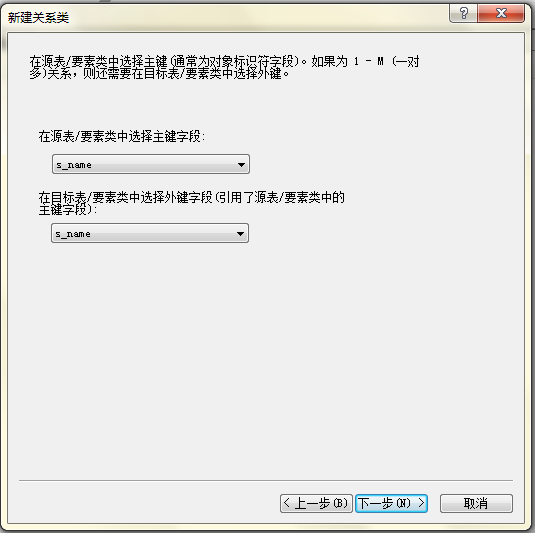 新建关系类
在源表/要素类中选择主键(通常为对象标识符字段)。如果为 1 - M (一对
多)关系，则还需要在目标表/要素类中选择外键。
在源表/要素类中选择主键字段:
s_name
在目标表/要素类中选择外键字段(引用了源表/要素类中的
主键字段):
s_name
< 上一步(B) 下一步(N) > 取消